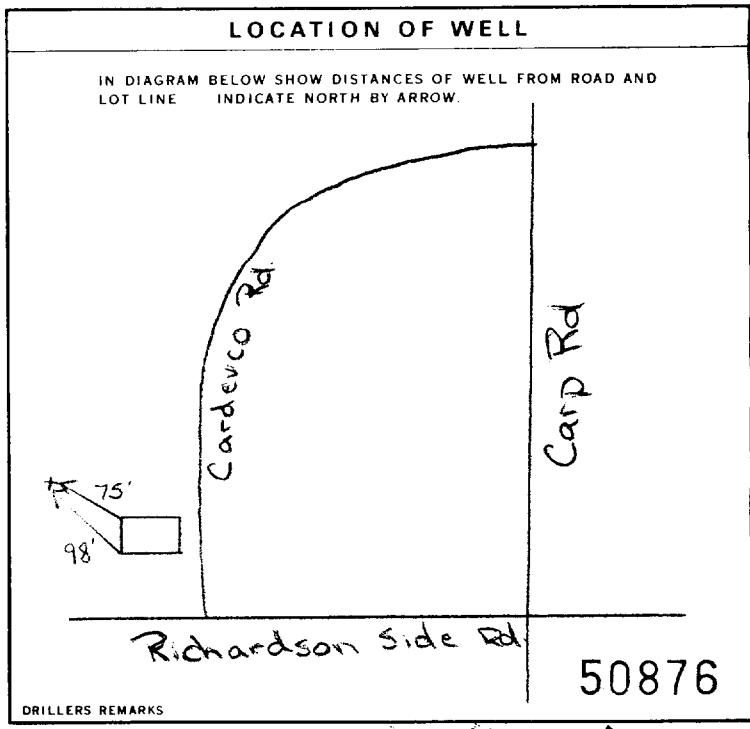 LOCATION OF WELL
IN DIAGRAM BELOW SHOW DISTANCES OF WELL FROM ROAD AND
LOT LINE INDICATE NORTH BY ARROW.
Cardevco Rd.
Carp Rd
75'
98'
Richardson Side Rd.
50876
DRILLERS REMARKS